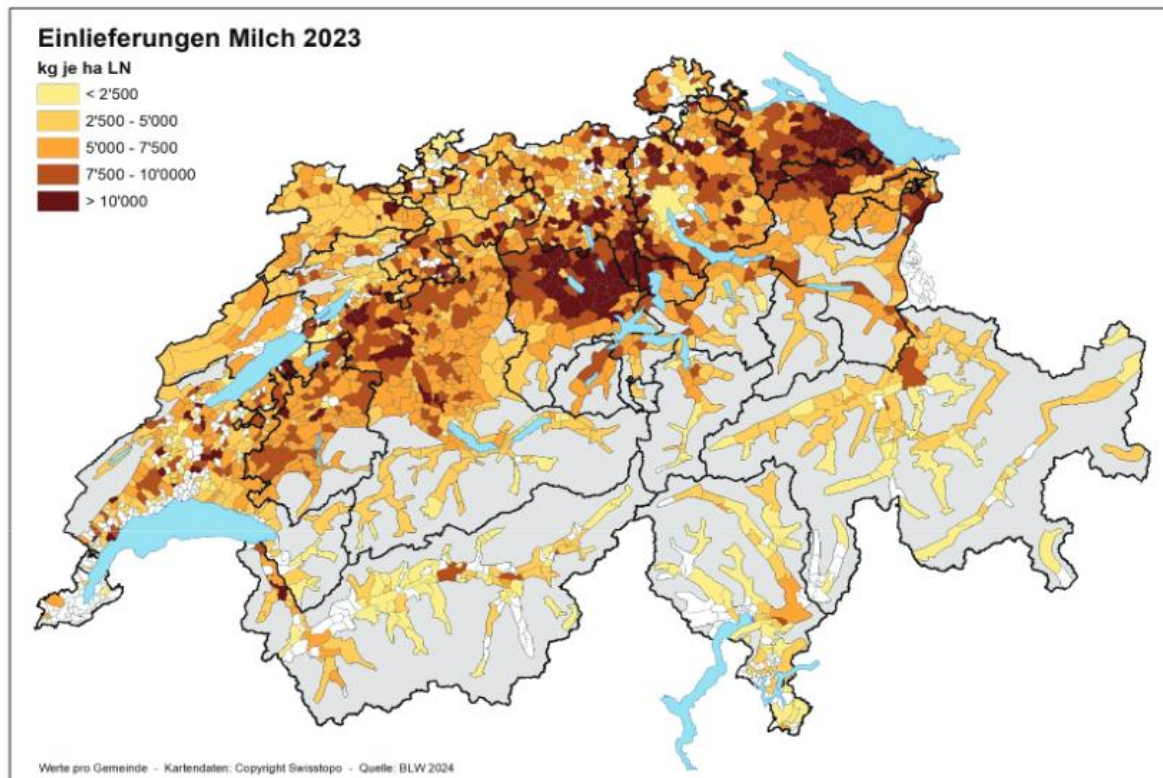 Einlieferungen Milch 2023
kg je ha LN
< 2'500
2'500 - 5'000
5'000 - 7'500
7'500 - 10'0000
> 10'000
Werte pro Gemeinde - Kartendaten: Copyright Swisstopo - Quelle: BLW 2024